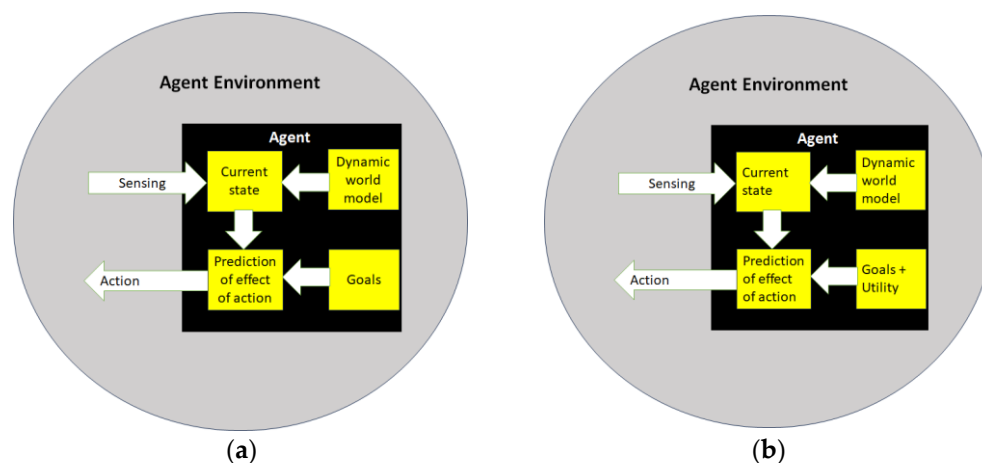 Agent Environment
Agent
Sensing
Current
state
Dynamic
world
model
Action
Prediction
of effect
of action
Goals
(a)
Agent Environment
Agent
Sensing
Current
state
Dynamic
world
model
Action
Prediction
of effect
of action
Goals +
Utility
(b)